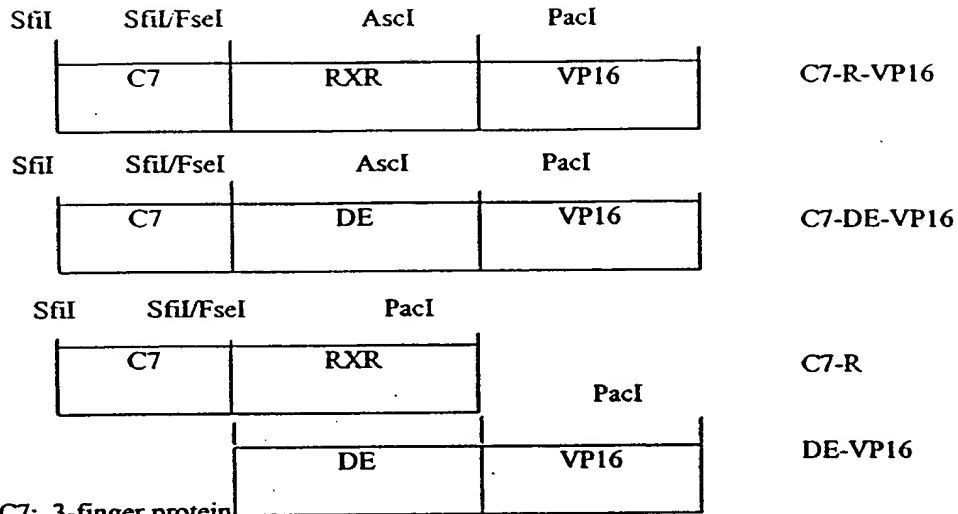 SfiI SfiI/FseI AscI PacI
C7 RXR VP16 C7-R-VP16
SfiI SfiI/FseI AscI PacI
C7 DE VP16 C7-DE-VP16
SfiI SfiI/FseI PacI
C7 RXR C7-R
PacI
DE VP16 DE-VP16
C7: 3-finger protein